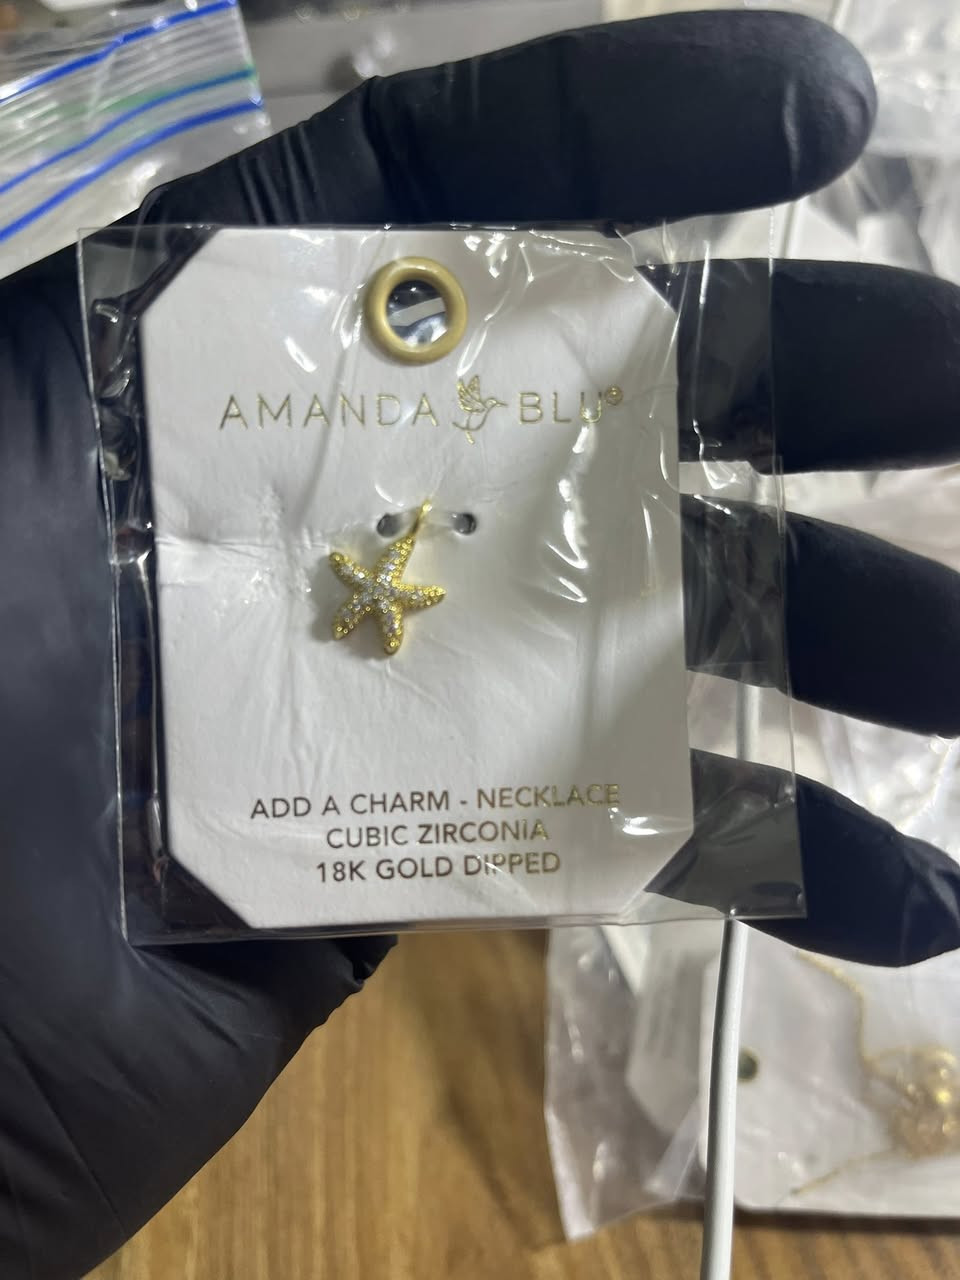 AMANDA BLU®
ADD A CHARM - NECKLACE
CUBIC ZIRCONIA
18K GOLD DIPPED